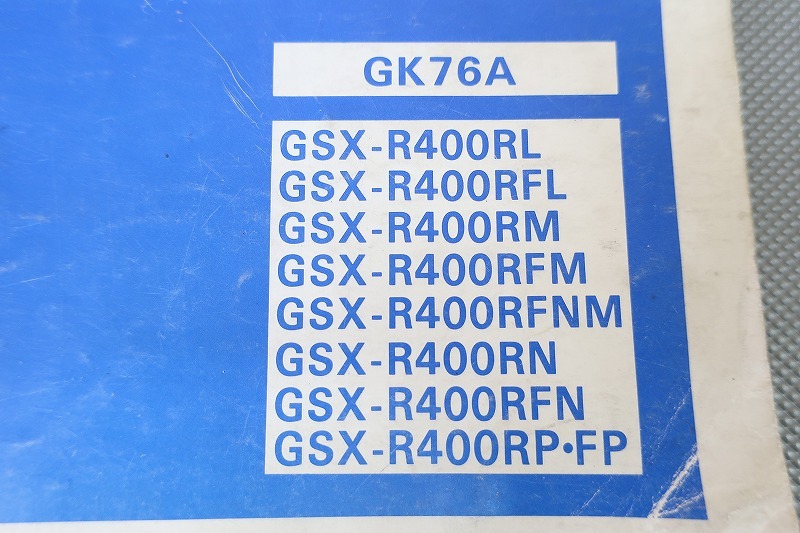 GK76A
GSX-R400RL
GSX-R400RFL
GSX-R400RM
GSX-R400RFM
GSX-R400RFNM
GSX-R400RN
GSX-R400RFN
GSX-R400RP•FP